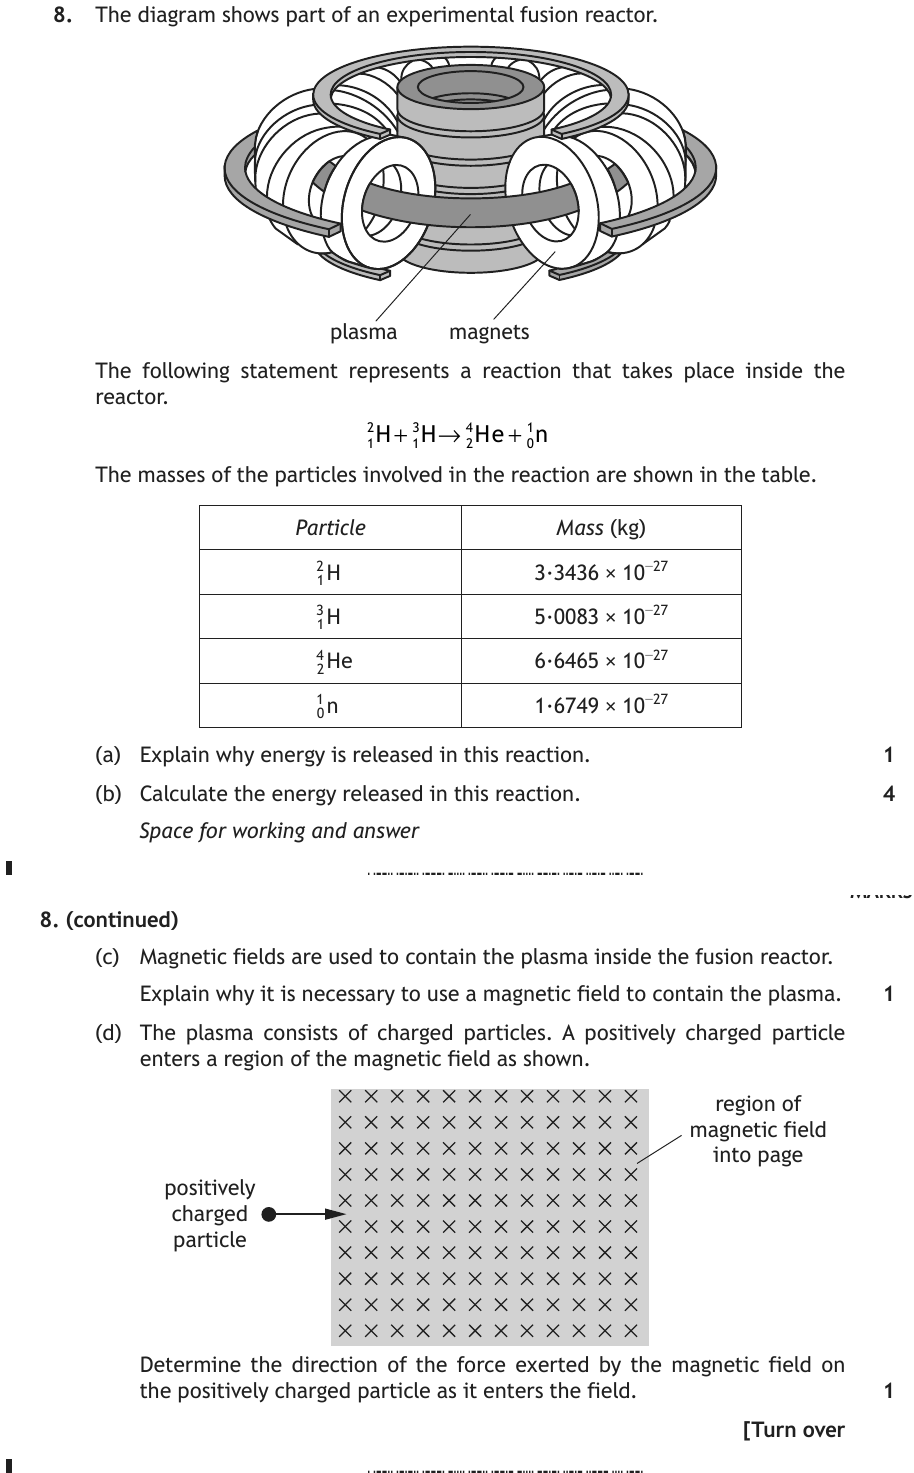 8. The diagram shows part of an experimental fusion reactor.
plasma magnets
The following statement represents a reaction that takes place inside the
reactor.
²₁H + ³₁H → ⁴₂He + ¹₀n
The masses of the particles involved in the reaction are shown in the table.
Particle Mass (kg)
²₁H 3·3436 × 10⁻²⁷
³₁H 5·0083 × 10⁻²⁷
⁴₂He 6·6465 × 10⁻²⁷
¹₀n 1·6749 × 10⁻²⁷
(a) Explain why energy is released in this reaction. 1
(b) Calculate the energy released in this reaction. 4
Space for working and answer
8. (continued)
(c) Magnetic fields are used to contain the plasma inside the fusion reactor.
Explain why it is necessary to use a magnetic field to contain the plasma. 1
(d) The plasma consists of charged particles. A positively charged particle
enters a region of the magnetic field as shown.
region of
magnetic field
into page
positively
charged
particle
Determine the direction of the force exerted by the magnetic field on
the positively charged particle as it enters the field. 1
[Turn over